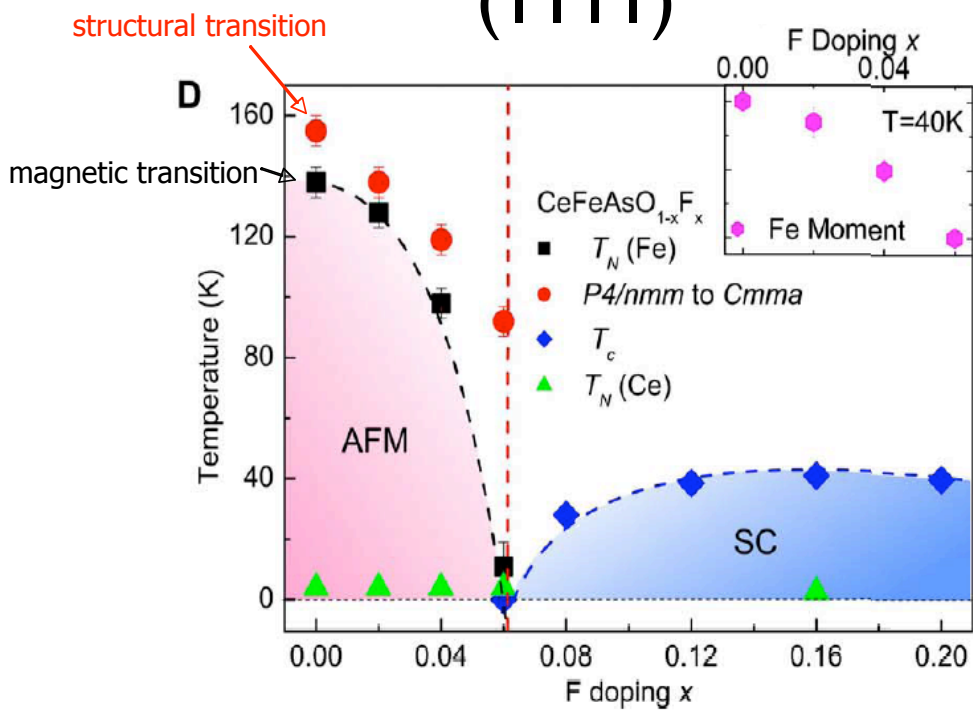 structural transition
F Doping x
0.00 0.04
D
160
T=40K
magnetic transition
CeFeAsO1-xFx
Fe Moment
120
TN (Fe)
P4/nmm to Cmma
Temperature (K)
80
Tc
TN (Ce)
AFM
40
SC
0
0.00 0.04 0.08 0.12 0.16 0.20
F doping x